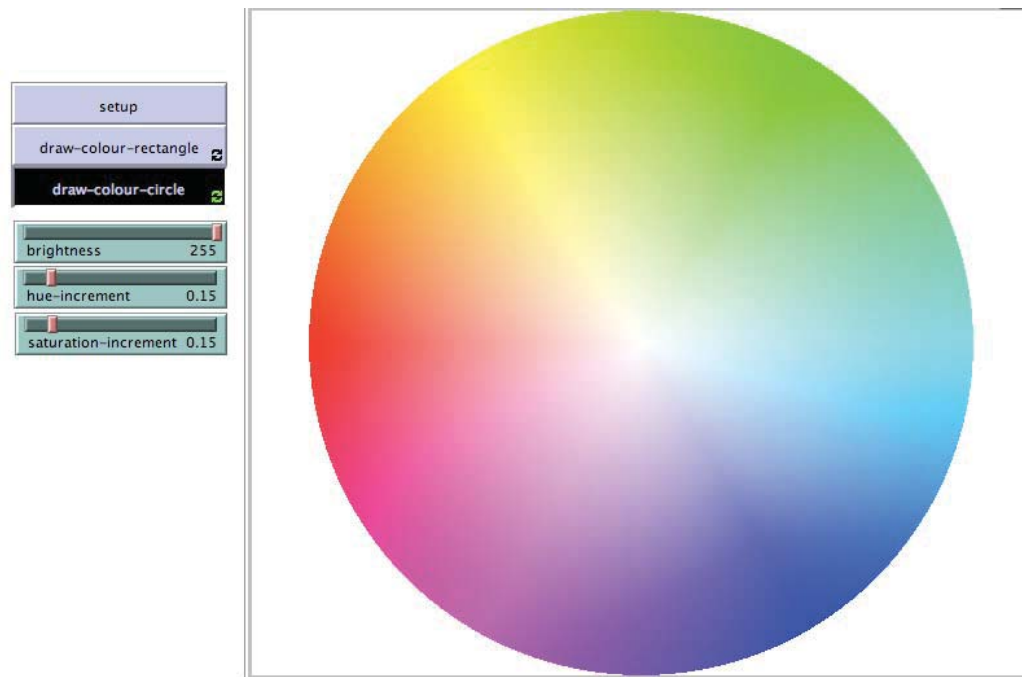 setup
draw-colour-rectangle
draw-colour-circle
brightness 255
hue-increment 0.15
saturation-increment 0.15